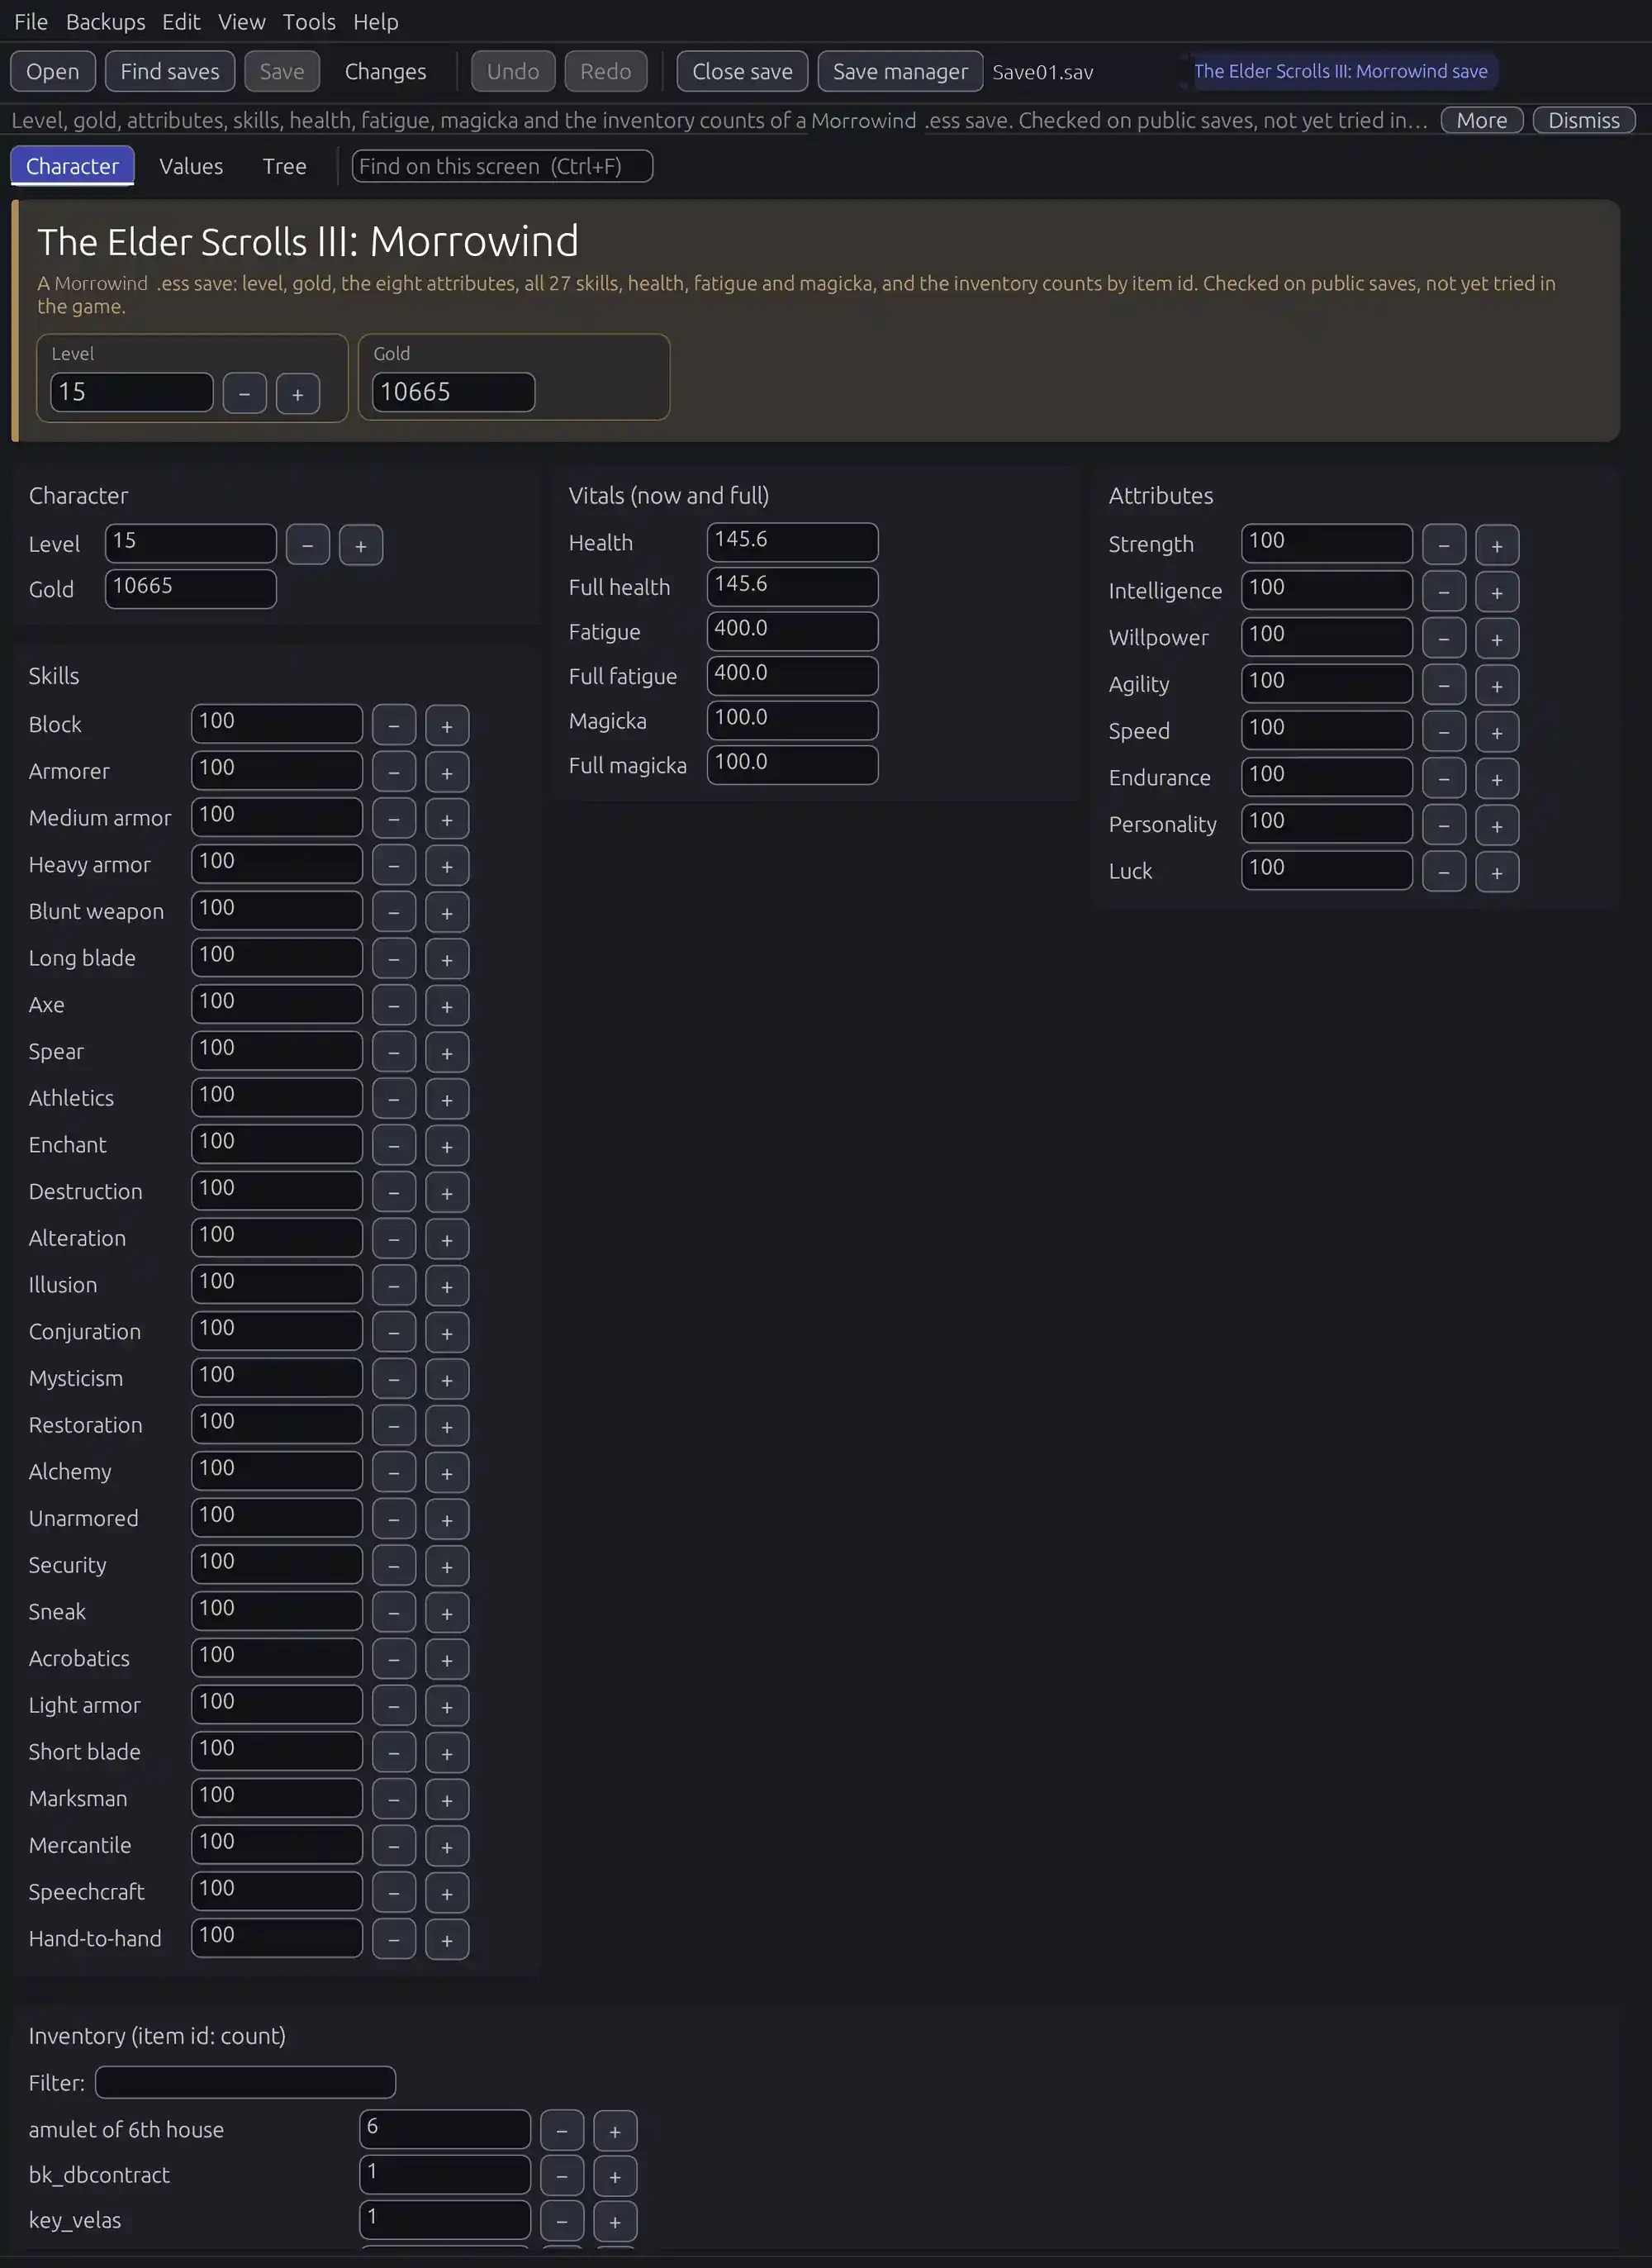 File Backups Edit View Tools Help
Open Find saves Save Changes Undo Redo Close save Save manager Save01.sav The Elder Scrolls III: Morrowind save
Level, gold, attributes, skills, health, fatigue, magicka and the inventory counts of a Morrowind .ess save. Checked on public saves, not yet tried in... More Dismiss
Character Values Tree Find on this screen (Ctrl+F)
The Elder Scrolls III: Morrowind
A Morrowind .ess save: level, gold, the eight attributes, all 27 skills, health, fatigue and magicka, and the inventory counts by item id. Checked on public saves, not yet tried in
the game.
Level
15 − +
Gold
10665
Character
Level 15 − +
Gold 10665
Vitals (now and full)
Health 145.6
Full health 145.6
Fatigue 400.0
Full fatigue 400.0
Magicka 100.0
Full magicka 100.0
Attributes
Strength 100 − +
Intelligence 100 − +
Willpower 100 − +
Agility 100 − +
Speed 100 − +
Endurance 100 − +
Personality 100 − +
Luck 100 − +
Skills
Block 100 − +
Armorer 100 − +
Medium armor 100 − +
Heavy armor 100 − +
Blunt weapon 100 − +
Long blade 100 − +
Axe 100 − +
Spear 100 − +
Athletics 100 − +
Enchant 100 − +
Destruction 100 − +
Alteration 100 − +
Illusion 100 − +
Conjuration 100 − +
Mysticism 100 − +
Restoration 100 − +
Alchemy 100 − +
Unarmored 100 − +
Security 100 − +
Sneak 100 − +
Acrobatics 100 − +
Light armor 100 − +
Short blade 100 − +
Marksman 100 − +
Mercantile 100 − +
Speechcraft 100 − +
Hand-to-hand 100 − +
Inventory (item id: count)
Filter:
amulet of 6th house 6 − +
bk_dbcontract 1 − +
key_velas 1 − +